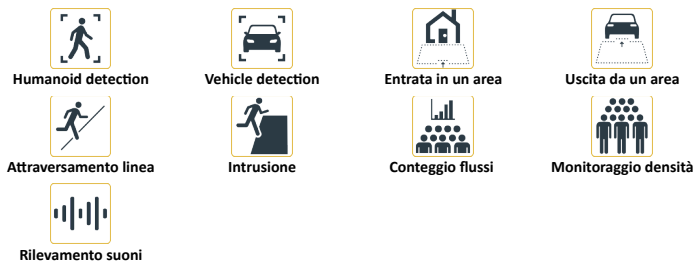 Humanoid detection
Vehicle detection
Entrata in un area
Uscita da un area
Attraversamento linea
Intrusione
Conteggio flussi
Monitoraggio densità
Rilevamento suoni